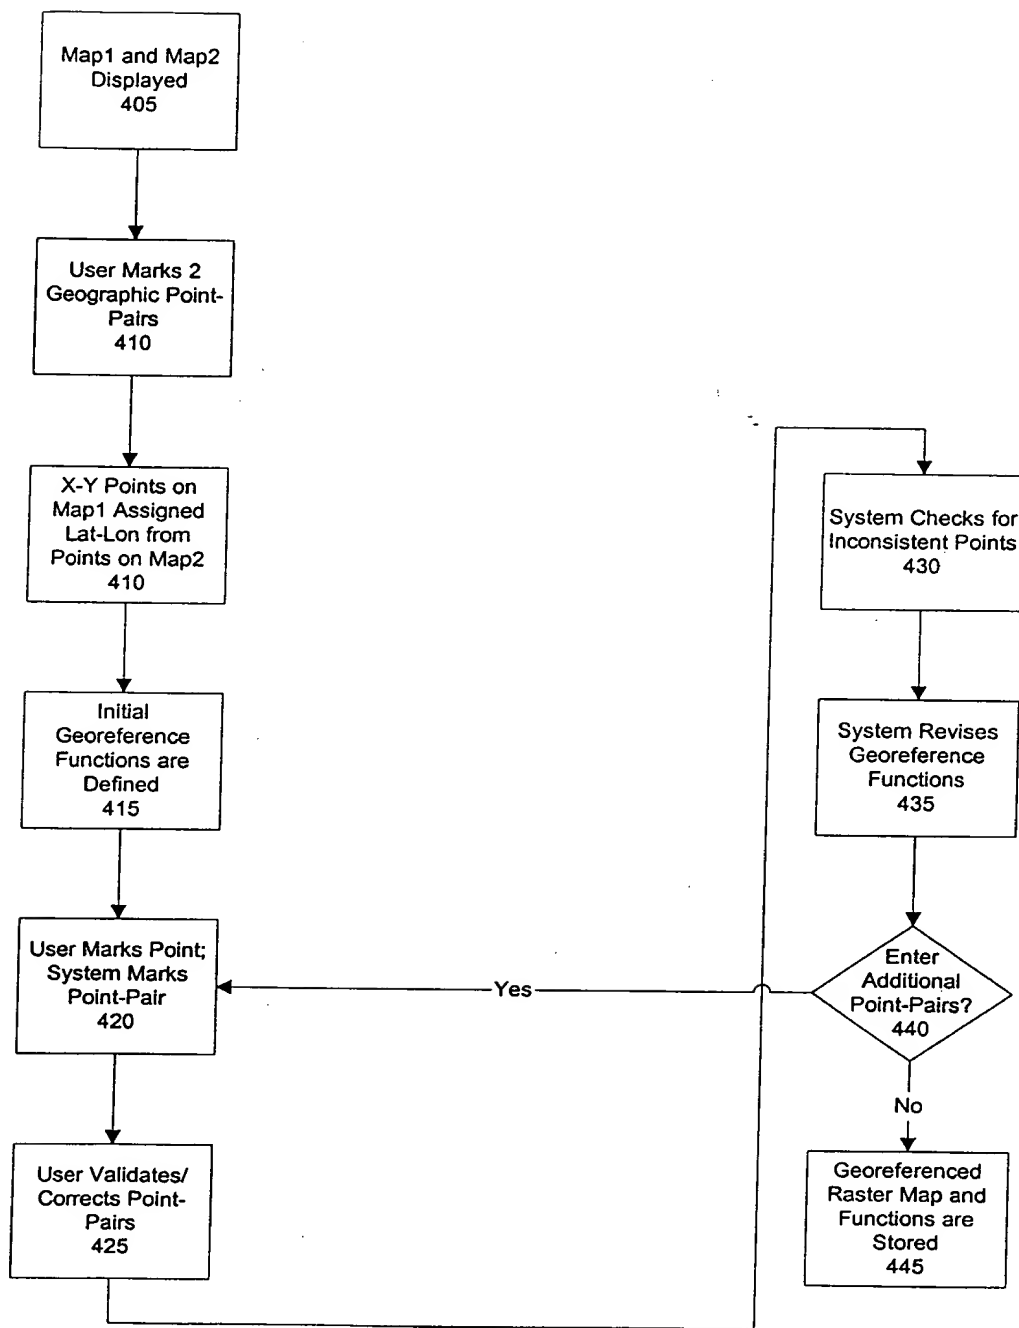 Map1 and Map2
Displayed
405
User Marks 2
Geographic Point-
Pairs
410
X-Y Points on
Map1 Assigned
Lat-Lon from
Points on Map2
410
Initial
Georeference
Functions are
Defined
415
User Marks Point;
System Marks
Point-Pair
420
User Validates/
Corrects Point-
Pairs
425
System Checks for
Inconsistent Points
430
System Revises
Georeference
Functions
435
Enter
Additional
Point-Pairs?
440
Yes
No
Georeferenced
Raster Map and
Functions are
Stored
445